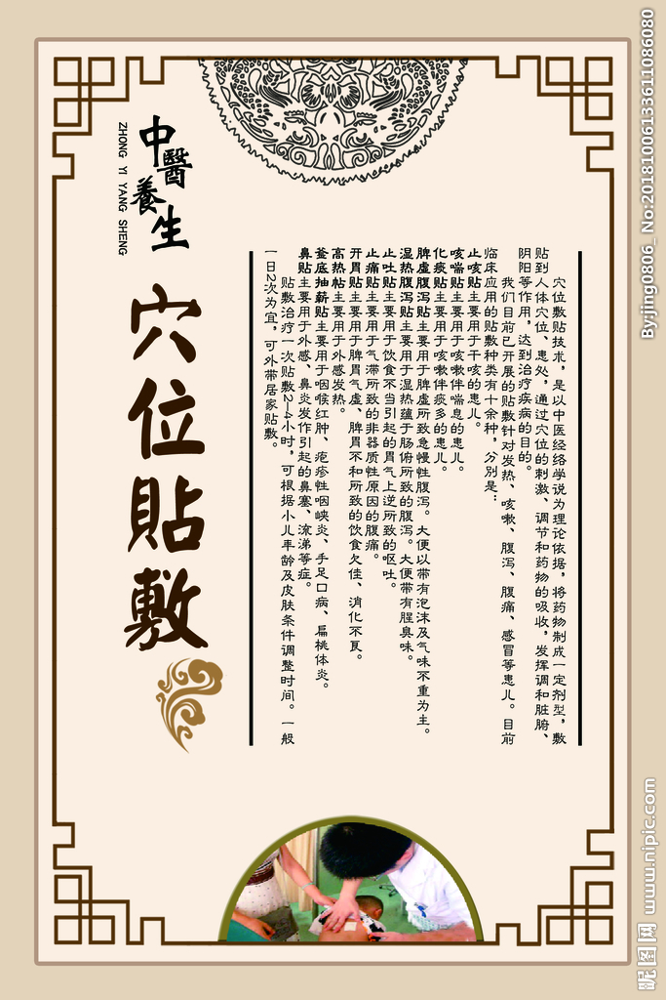 中醫養生
ZHONG YI YANG SHENG
穴位貼敷
穴位敷贴技术，是以中医经络学说为理论依据，将药物制成一定剂型，敷
贴到人体穴位、患处，通过穴位的刺激、调节和药物的吸收，发挥调和脏腑、
阴阳等作用，达到治疗疾病的目的。
我们目前已开展的贴敷针对发热、咳嗽、腹泻、腹痛、感冒等患儿。目前
临床应用的贴敷种类有十余种，分别是：
止咳贴主要用于干咳的患儿。
咳喘贴主要用于咳嗽伴喘息的患儿。
化痰贴主要用于咳嗽伴痰多的患儿。
脾虚腹泻贴主要用于脾虚所致急慢性腹泻。大便以带有泡沫及气味不重为主。
湿热腹泻贴主要用于湿热蕴于肠俯所致的腹泻。大便带有腥臭味。
止吐贴主要用于饮食不当引起的胃气上逆所致的呕吐。
止痛贴主要用于气滞所致的非器质性原因的腹痛。
开胃贴主要用于脾胃气虚、脾胃不和所致的饮食欠佳、消化不良。
高热帖主要用于外感发热。
釜底抽薪贴主要用于咽喉红肿、疱疹性咽峡炎、手足口病、扁桃体炎。
鼻贴主要用于外感、鼻炎发作引起的鼻塞、流涕等症。
贴敷治疗一次贴敷2-4小时，可根据小儿年龄及皮肤条件调整时间。一般
一日2次为宜，可外带居家贴敷。
By:jing0806_ No:20181006133611086080
昵图网 www.nipic.com